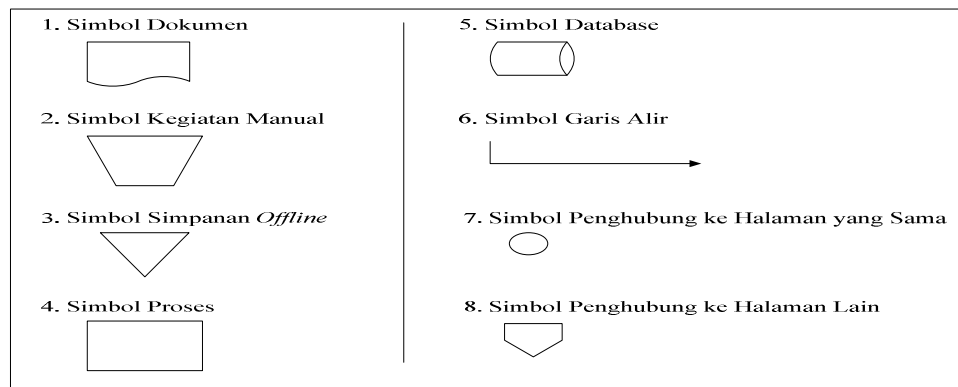 1. Simbol Dokumen
2. Simbol Kegiatan Manual
3. Simbol Simpanan Offline
4. Simbol Proses
5. Simbol Database
6. Simbol Garis Alir
7. Simbol Penghubung ke Halaman yang Sama
8. Simbol Penghubung ke Halaman Lain